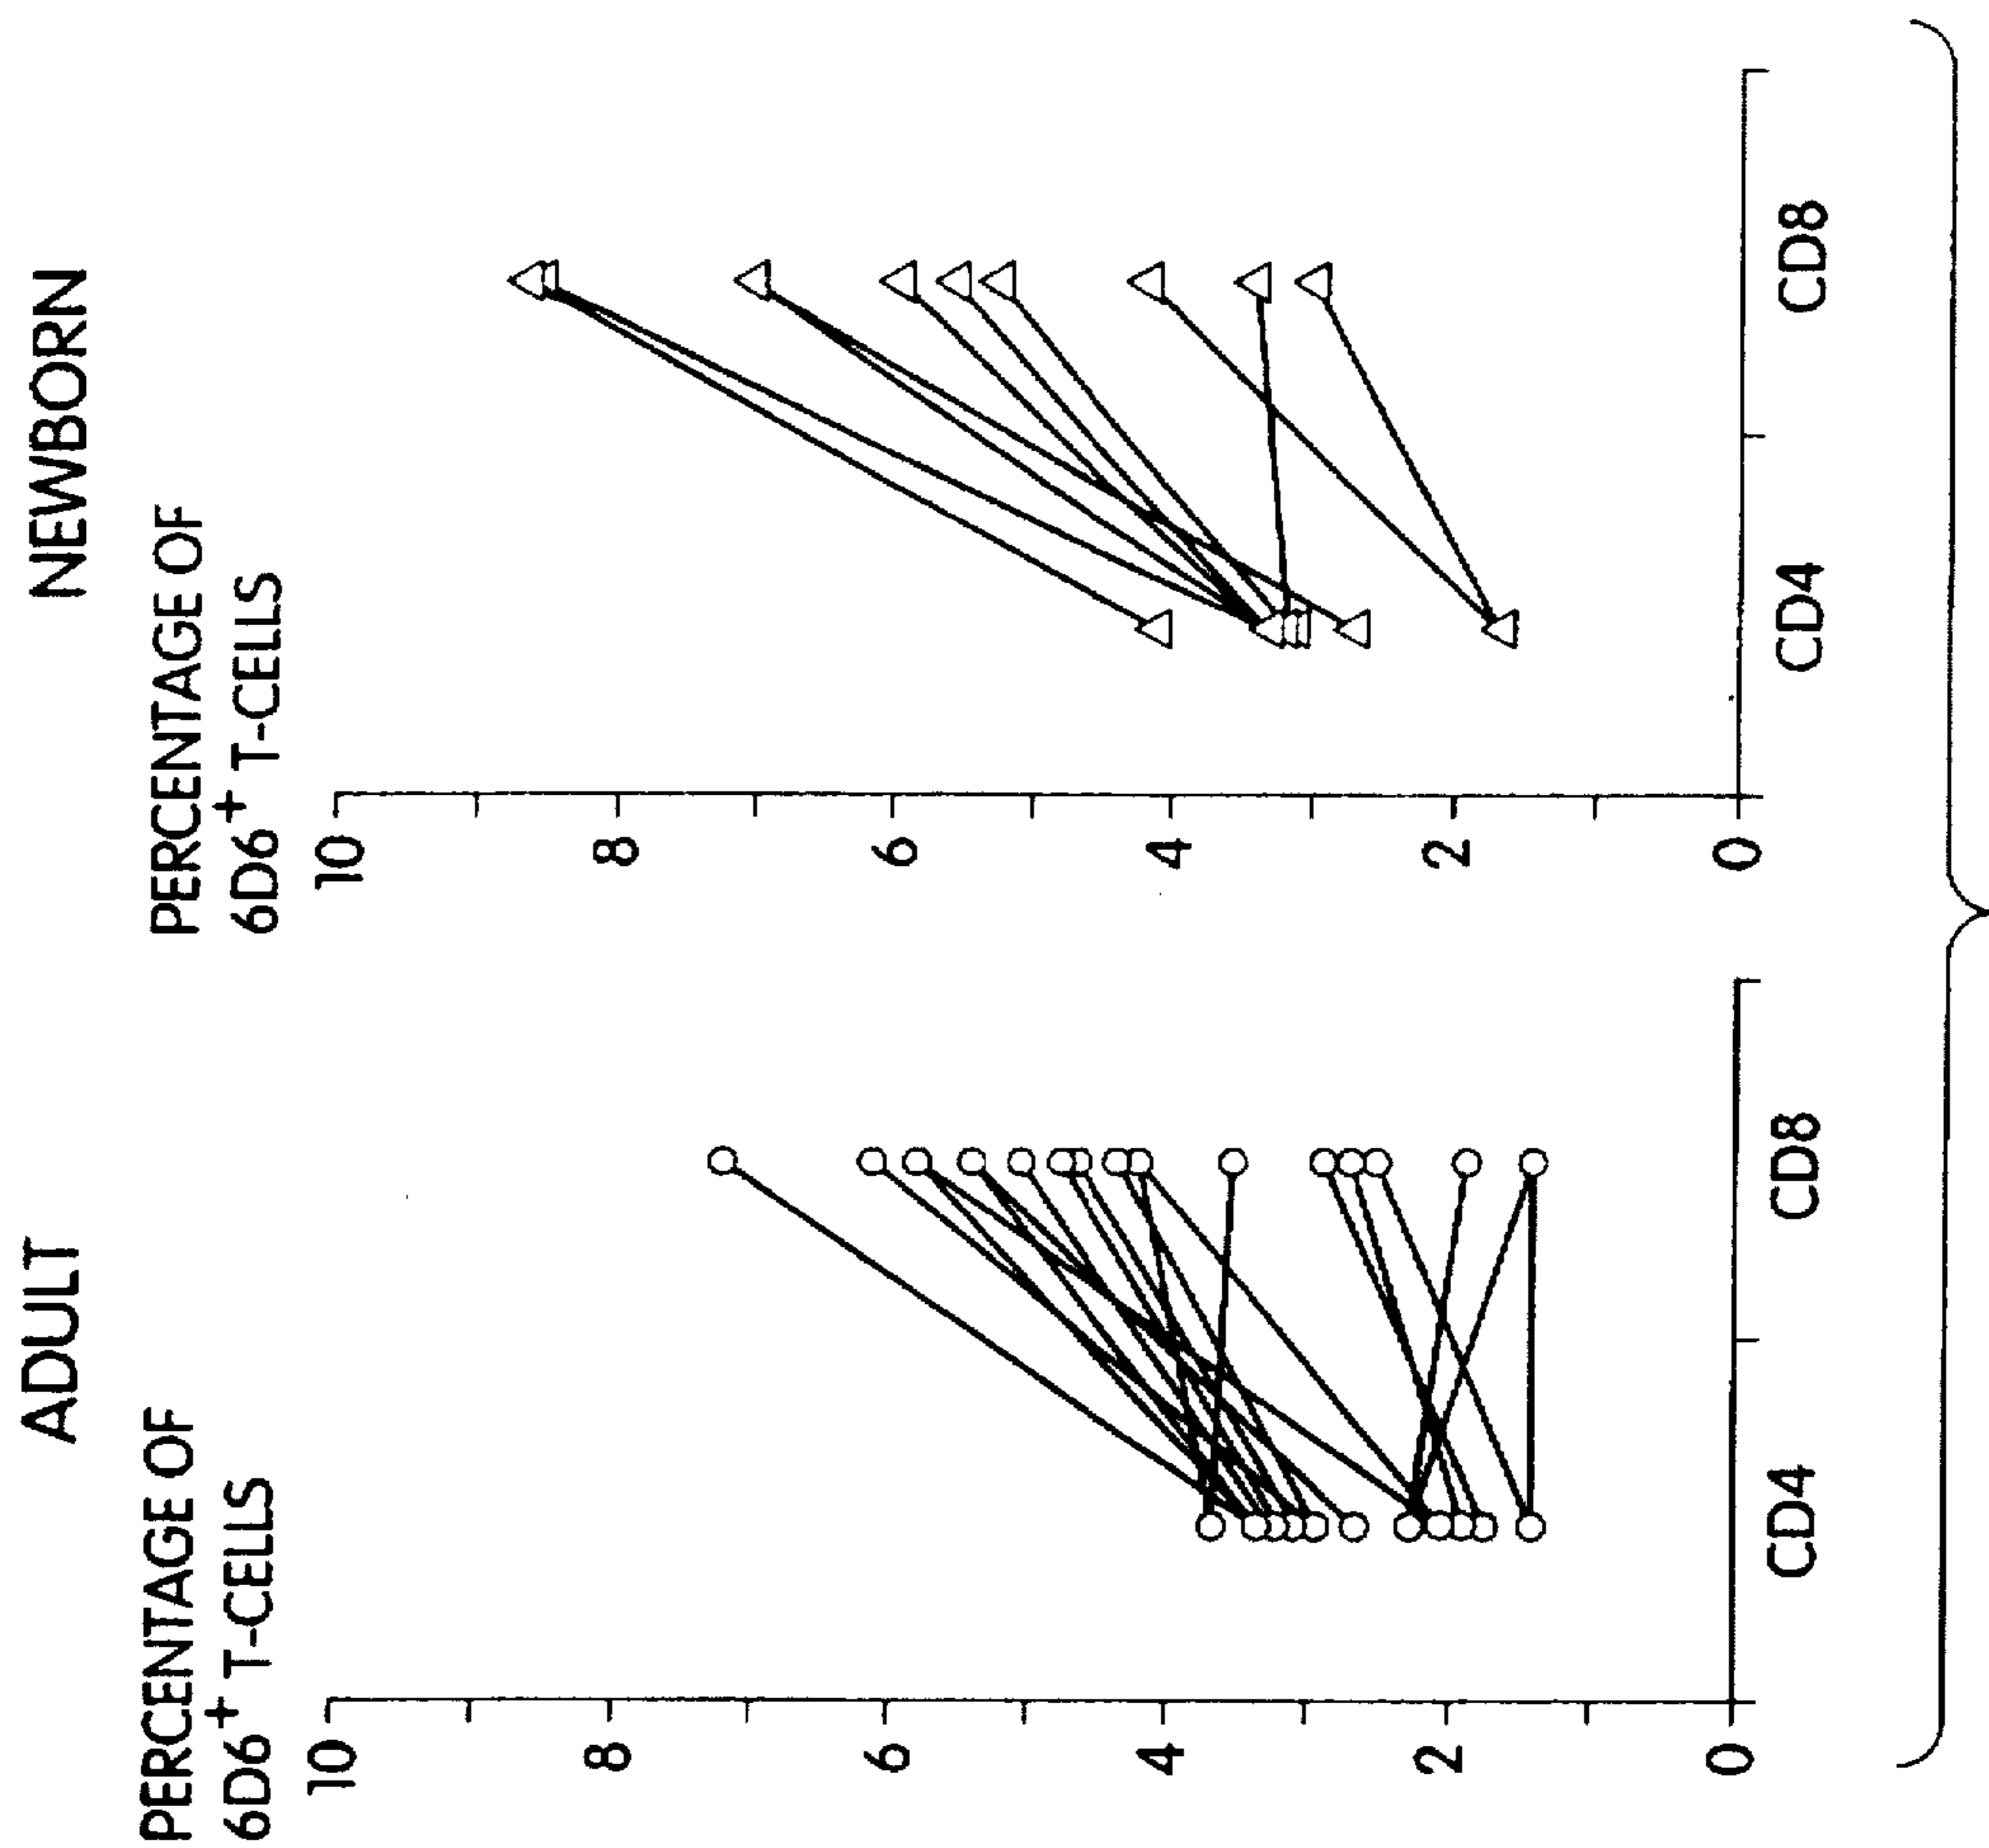 ADULT
PERCENTAGE OF
6D6+ T-CELLS
10
8
6
4
2
0
CD4 CD8
NEWBORN
PERCENTAGE OF
6D6+ T-CELLS
10
8
6
4
2
0
CD4 CD8